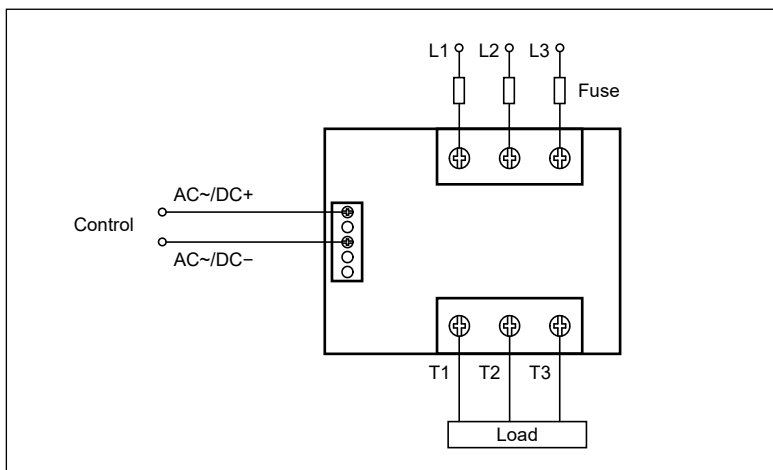 L1 L2 L3
Fuse
AC~/DC+
Control
AC~/DC−
T1 T2 T3
Load